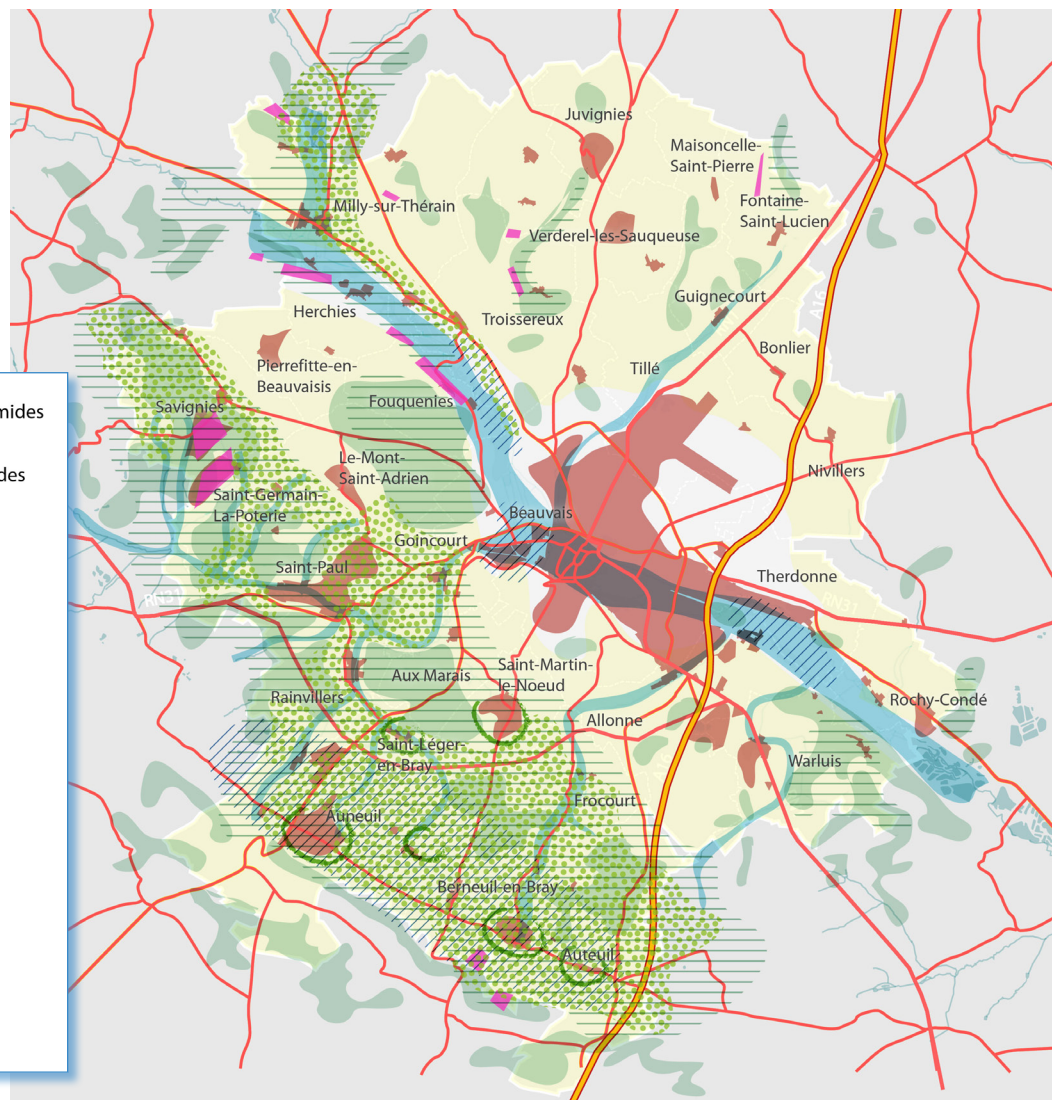 Juvignies
Maisoncelle-
Saint-Pierre
Fontaine-
Saint-Lucien
Milly-sur-Thérain
Verderel-les-Sauqueuse
Guignecourt
A16
Herchies
Troissereux
Bonlier
Tillé
Pierrefitte-en-
Beauvaisis
Fouquenies
Savignies
mides
des
Le-Mont-
Saint-Adrien
Nivillers
Saint-Germain-
La-Poterie
Beauvais
Goincourt
Saint-Paul
Therdonne
RN31
RN31
Aux Marais
Saint-Martin-
le-Noeud
Rainvillers
Rochy-Condé
Allonne
Saint-Léger-
en-Bray
Warluis
Frocourt
Auneuil
Berneuil-en-Bray
Auteuil